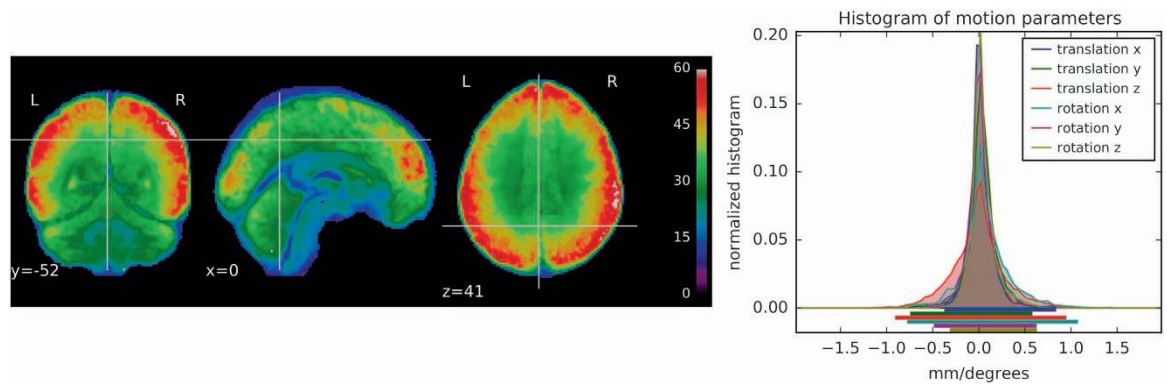 L R
y=-52
x=0
L R
z=41
60
45
30
15
0
Histogram of motion parameters
normalized histogram
0.20
0.15
0.10
0.05
0.00
translation x
translation y
translation z
rotation x
rotation y
rotation z
−1.5 −1.0 −0.5 0.0 0.5 1.0 1.5
mm/degrees